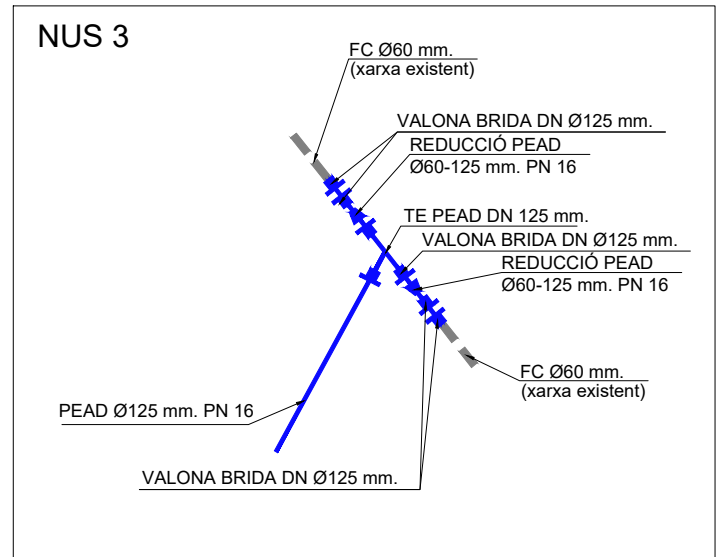 NUS 3
FC Ø60 mm.
(xarxa existent)
VALONA BRIDA DN Ø125 mm.
REDUCCIÓ PEAD
Ø60-125 mm. PN 16
TE PEAD DN 125 mm.
VALONA BRIDA DN Ø125 mm.
REDUCCIÓ PEAD
Ø60-125 mm. PN 16
FC Ø60 mm.
(xarxa existent)
PEAD Ø125 mm. PN 16
VALONA BRIDA DN Ø125 mm.